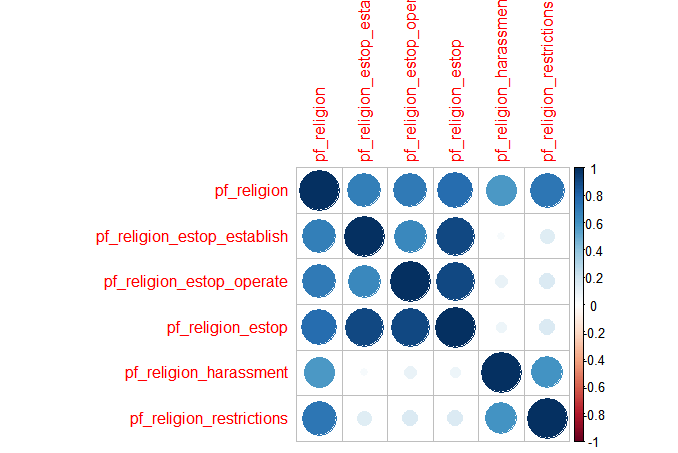 pf_religion
pf_religion_estop_esta
pf_religion_estop_oper
pf_religion_estop
pf_religion_harassmen
pf_religion_restrictions
pf_religion
pf_religion_estop_establish
pf_religion_estop_operate
pf_religion_estop
pf_religion_harassment
pf_religion_restrictions
1
0.8
0.6
0.4
0.2
0
-0.2
-0.4
-0.6
-0.8
-1